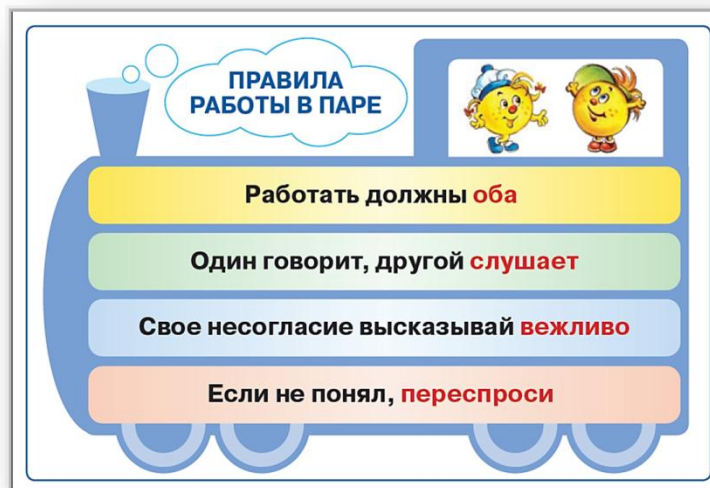 ПРАВИЛА
РАБОТЫ В ПАРЕ
Работать должны оба
Один говорит, другой слушает
Свое несогласие высказывай вежливо
Если не понял, переспроси